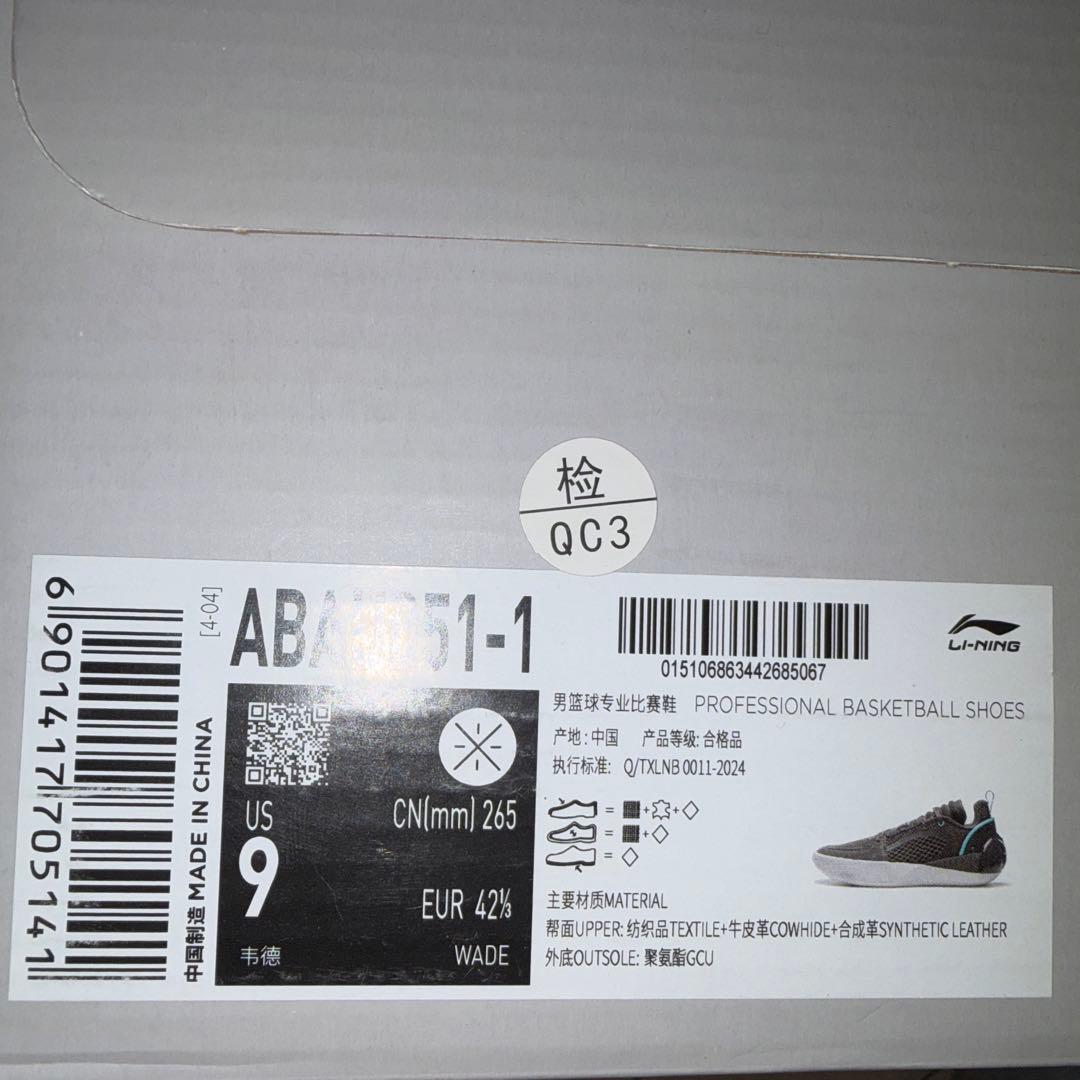 检
QC3
6901417705141
中国制造 MADE IN CHINA
[4-04]
51-1
US
9
韦德
CN(mm) 265
EUR 42⅓
WADE
015106863442685067
LI-NING
男篮球专业比赛鞋 PROFESSIONAL BASKETBALL SHOES
产地: 中国 产品等级: 合格品
执行标准: Q/TXLNB 0011-2024
主要材质MATERIAL
帮面UPPER: 纺织品TEXTILE+牛皮革COWHIDE+合成革SYNTHETIC LEATHER
外底OUTSOLE: 聚氨酯GCU